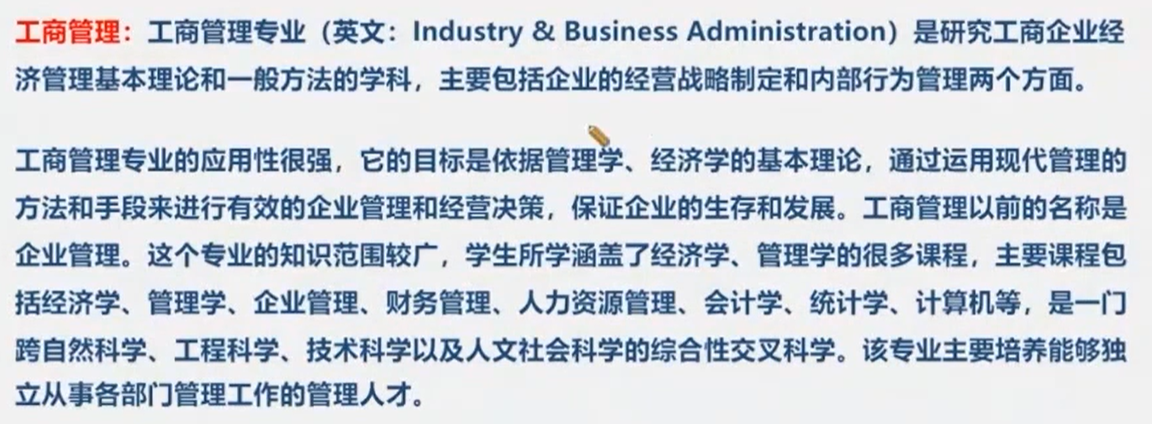 工商管理：工商管理专业（英文：Industry & Business Administration）是研究工商企业经
济管理基本理论和一般方法的学科，主要包括企业的经营战略制定和内部行为管理两个方面。
工商管理专业的应用性很强，它的目标是依据管理学、经济学的基本理论，通过运用现代管理的
方法和手段来进行有效的企业管理和经营决策，保证企业的生存和发展。工商管理以前的名称是
企业管理。这个专业的知识范围较广，学生所学涵盖了经济学、管理学的很多课程，主要课程包
括经济学、管理学、企业管理、财务管理、人力资源管理、会计学、统计学、计算机等，是一门
跨自然科学、工程科学、技术科学以及人文社会科学的综合性交叉科学。该专业主要培养能够独
立从事各部门管理工作的管理人才。